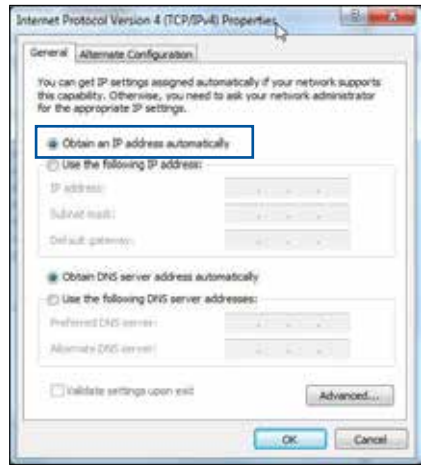 Internet Protocol Version 4 (TCP/IPv4) Properties
General
Alternate Configuration
You can get IP settings assigned automatically if your network supports
this capability. Otherwise, you need to ask your network administrator
for the appropriate IP settings.
Obtain an IP address automatically
Use the following IP address:
IP address:
Subnet mask:
Default gateway:
Obtain DNS server address automatically
Use the following DNS server addresses:
Preferred DNS server:
Alternate DNS server:
Validate settings upon exit
Advanced...
OK
Cancel